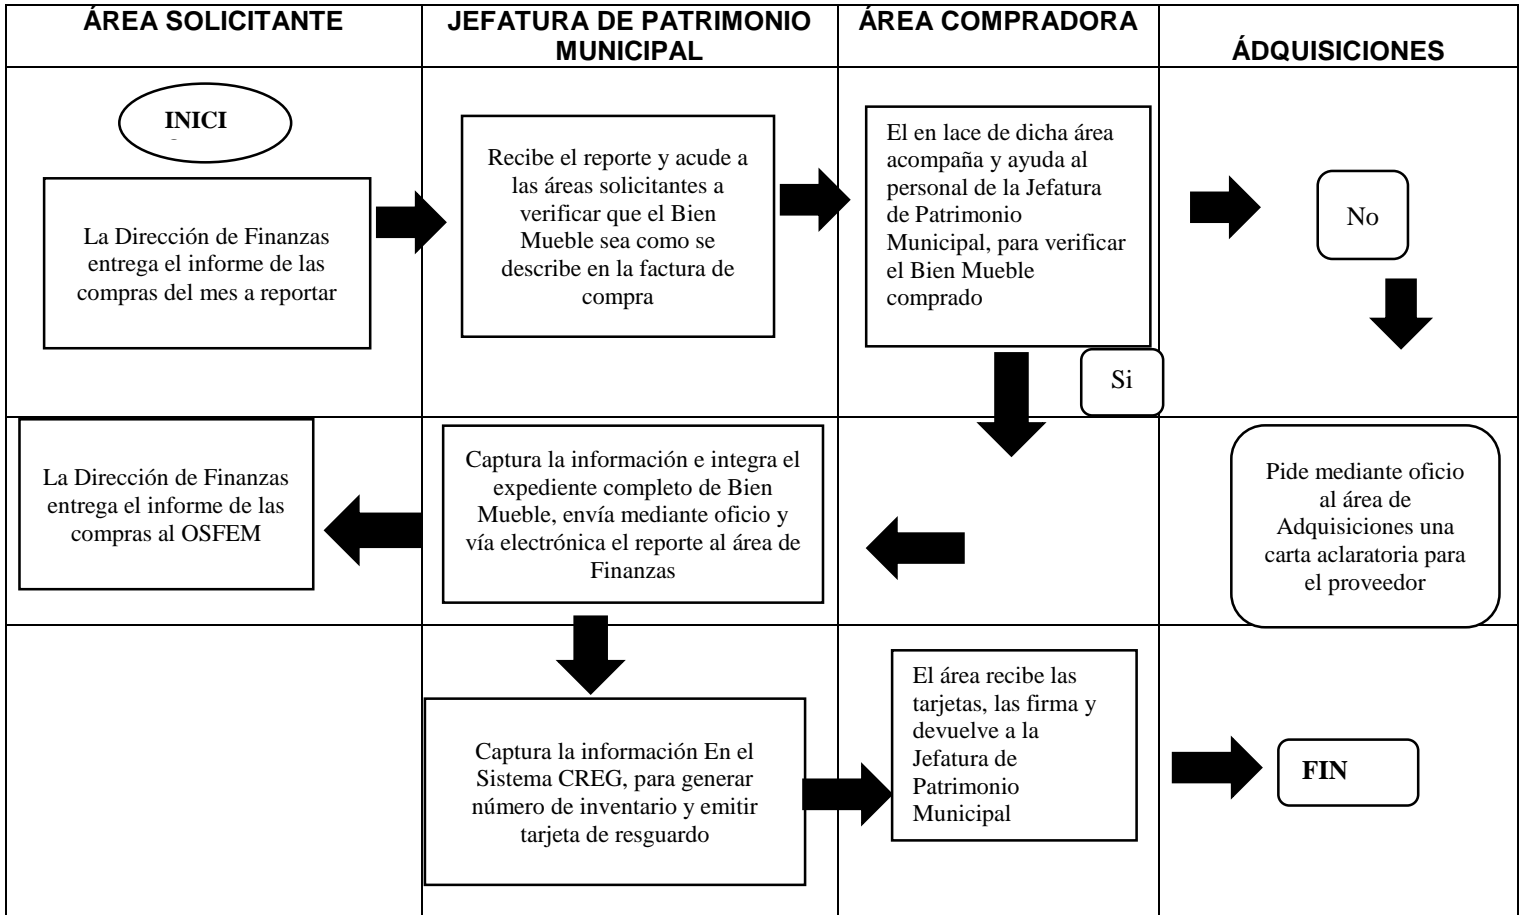 ÁREA SOLICITANTE
JEFATURA DE PATRIMONIO
MUNICIPAL
ÁREA COMPRADORA
ÁDQUISICIONES
INICI
La Dirección de Finanzas
entrega el informe de las
compras del mes a reportar
Recibe el reporte y acude a
las áreas solicitantes a
verificar que el Bien
Mueble sea como se
describe en la factura de
compra
El en lace de dicha área
acompaña y ayuda al
personal de la Jefatura
de Patrimonio
Municipal, para verificar
el Bien Mueble
comprado
No
Si
La Dirección de Finanzas
entrega el informe de las
compras al OSFEM
Captura la información e integra el
expediente completo de Bien
Mueble, envía mediante oficio y
vía electrónica el reporte al área de
Finanzas
Pide mediante oficio
al área de
Adquisiciones una
carta aclaratoria para
el proveedor
Captura la información En el
Sistema CREG, para generar
número de inventario y emitir
tarjeta de resguardo
El área recibe las
tarjetas, las firma y
devuelve a la
Jefatura de
Patrimonio
Municipal
FIN